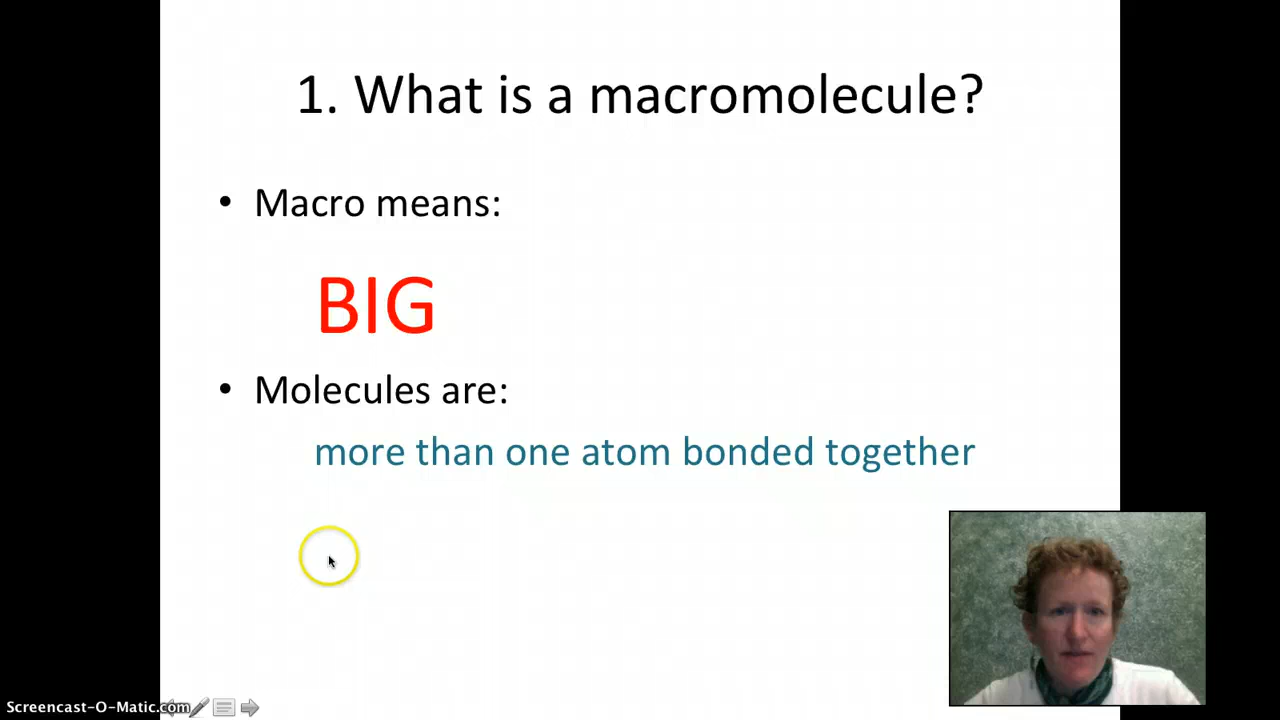 1. What is a macromolecule?
• Macro means:
BIG
• Molecules are:
more than one atom bonded together
Screencast-O-Matic.com